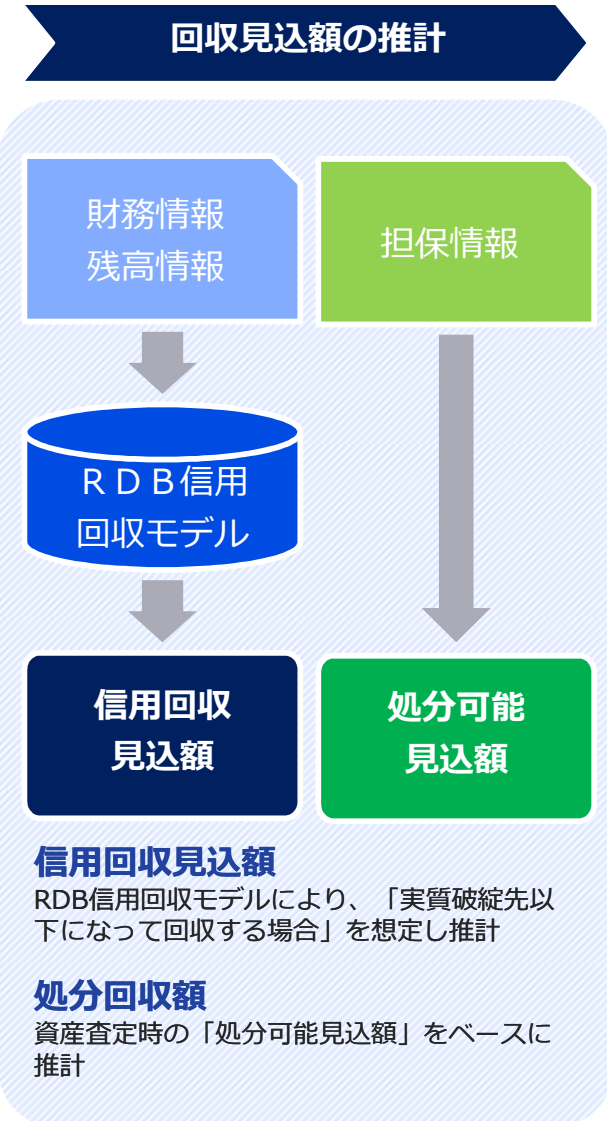 回収見込額の推計
財務情報
残高情報
担保情報
ＲＤＢ信用
回収モデル
信用回収
見込額
処分可能
見込額
信用回収見込額
RDB信用回収モデルにより、「実質破綻先以
下になって回収する場合」を想定し推計
処分回収額
資産査定時の「処分可能見込額」をベースに
推計